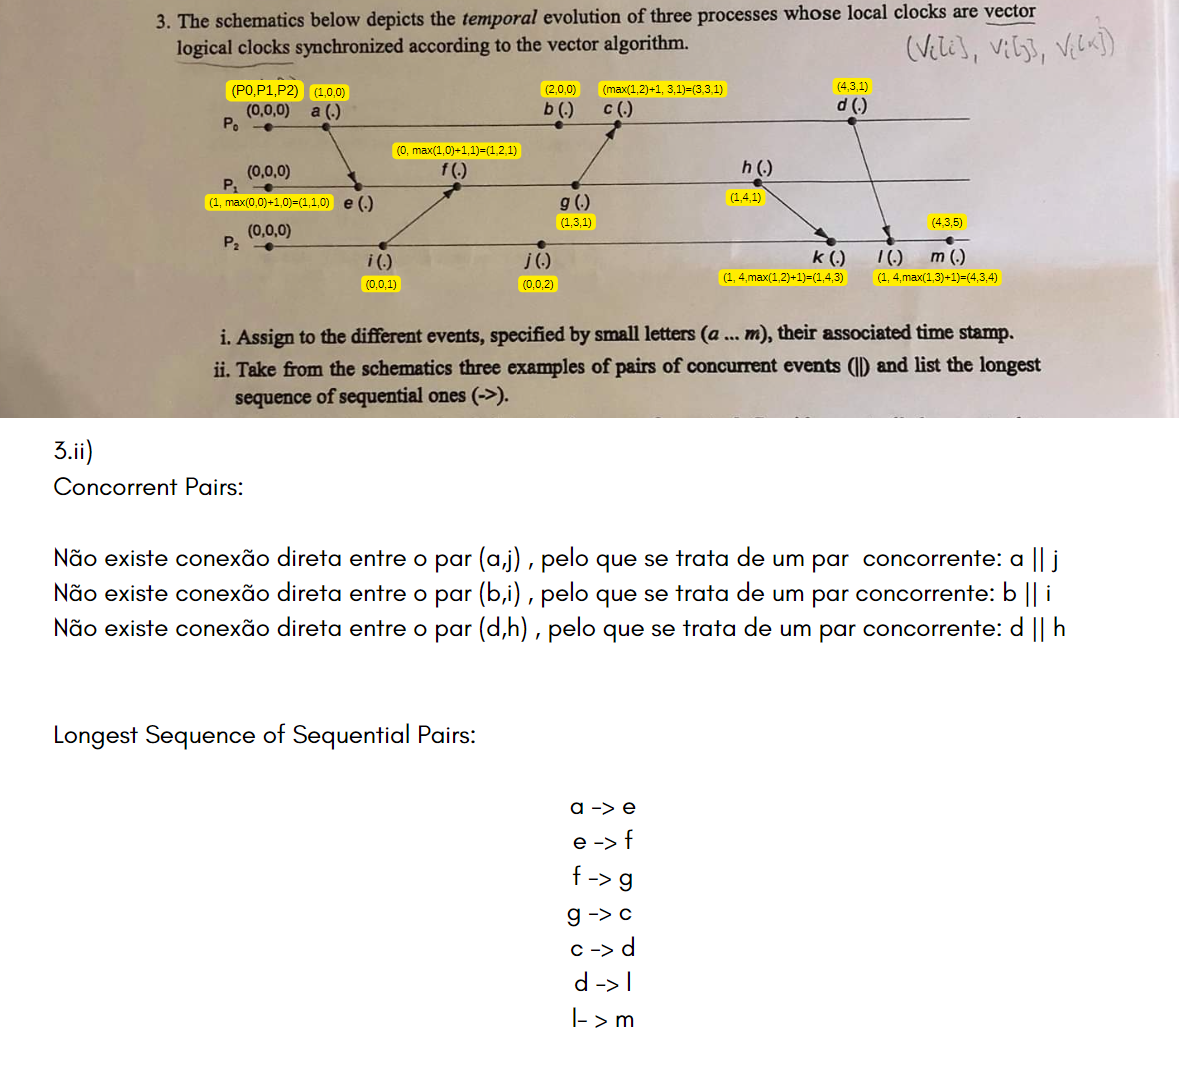 3. The schematics below depicts the temporal evolution of three processes whose local clocks are vector
logical clocks synchronized according to the vector algorithm.
(Vi[i], Vi[j], Vi[k])
(P0,P1,P2) (1,0,0) (2,0,0) (max(1,2)+1, 3,1)=(3,3,1) (4,3,1)
P₀ (0,0,0) a (.) b (.) c (.) d (.)
(0, max(1,0)+1,1)=(1,2,1)
P₁ (0,0,0) f (.) h (.)
(1, max(0,0)+1,0)=(1,1,0) e (.) g (.) (1,4,1)
(1,3,1) (4,3,5)
P₂ (0,0,0)
i (.) j (.) k (.) l (.) m (.)
(0,0,1) (0,0,2) (1, 4,max(1,2)+1)=(1,4,3) (1, 4,max(1,3)+1)=(4,3,4)
i. Assign to the different events, specified by small letters (a ... m), their associated time stamp.
ii. Take from the schematics three examples of pairs of concurrent events (||) and list the longest
sequence of sequential ones (->).
3.ii)
Concorrent Pairs:
Não existe conexão direta entre o par (a,j) , pelo que se trata de um par concorrente: a || j
Não existe conexão direta entre o par (b,i) , pelo que se trata de um par concorrente: b || i
Não existe conexão direta entre o par (d,h) , pelo que se trata de um par concorrente: d || h
Longest Sequence of Sequential Pairs:
a -> e
e -> f
f -> g
g -> c
c -> d
d -> l
l- > m